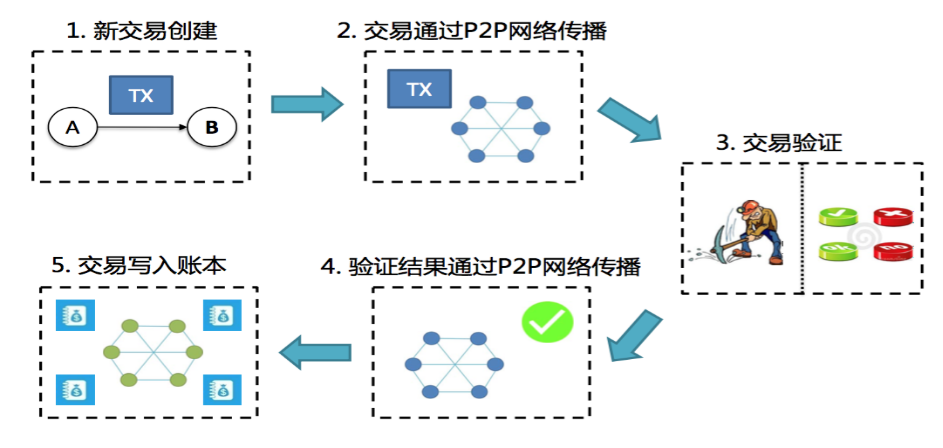 1. 新交易创建
TX
A
B
2. 交易通过P2P网络传播
TX
3. 交易验证
4. 验证结果通过P2P网络传播
5. 交易写入账本